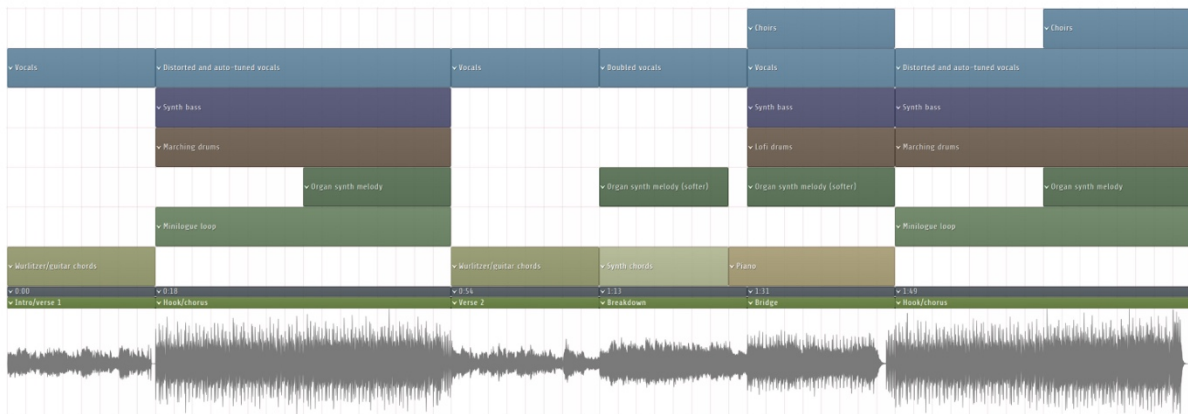 Choirs
Choirs
Vocals
Distorted and auto-tuned vocals
Vocals
Doubled vocals
Vocals
Distorted and auto-tuned vocals
Synth bass
Synth bass
Synth bass
Marching drums
Lofi drums
Marching drums
Organ synth melody
Organ synth melody (softer)
Organ synth melody (softer)
Organ synth melody
Minilogue loop
Minilogue loop
Wurlitzer/guitar chords
Wurlitzer/guitar chords
Synth chords
Piano
0:00
0:18
0:54
1:13
1:31
1:49
Intro/verse 1
Hook/chorus
Verse 2
Breakdown
Bridge
Hook/chorus